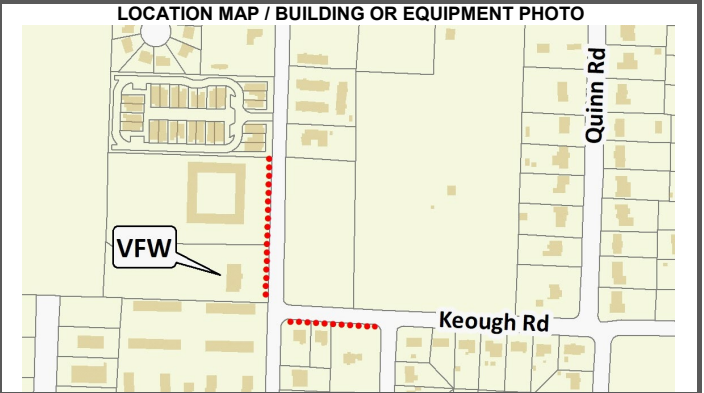 LOCATION MAP / BUILDING OR EQUIPMENT PHOTO
Quinn Rd
VFW
Keough Rd